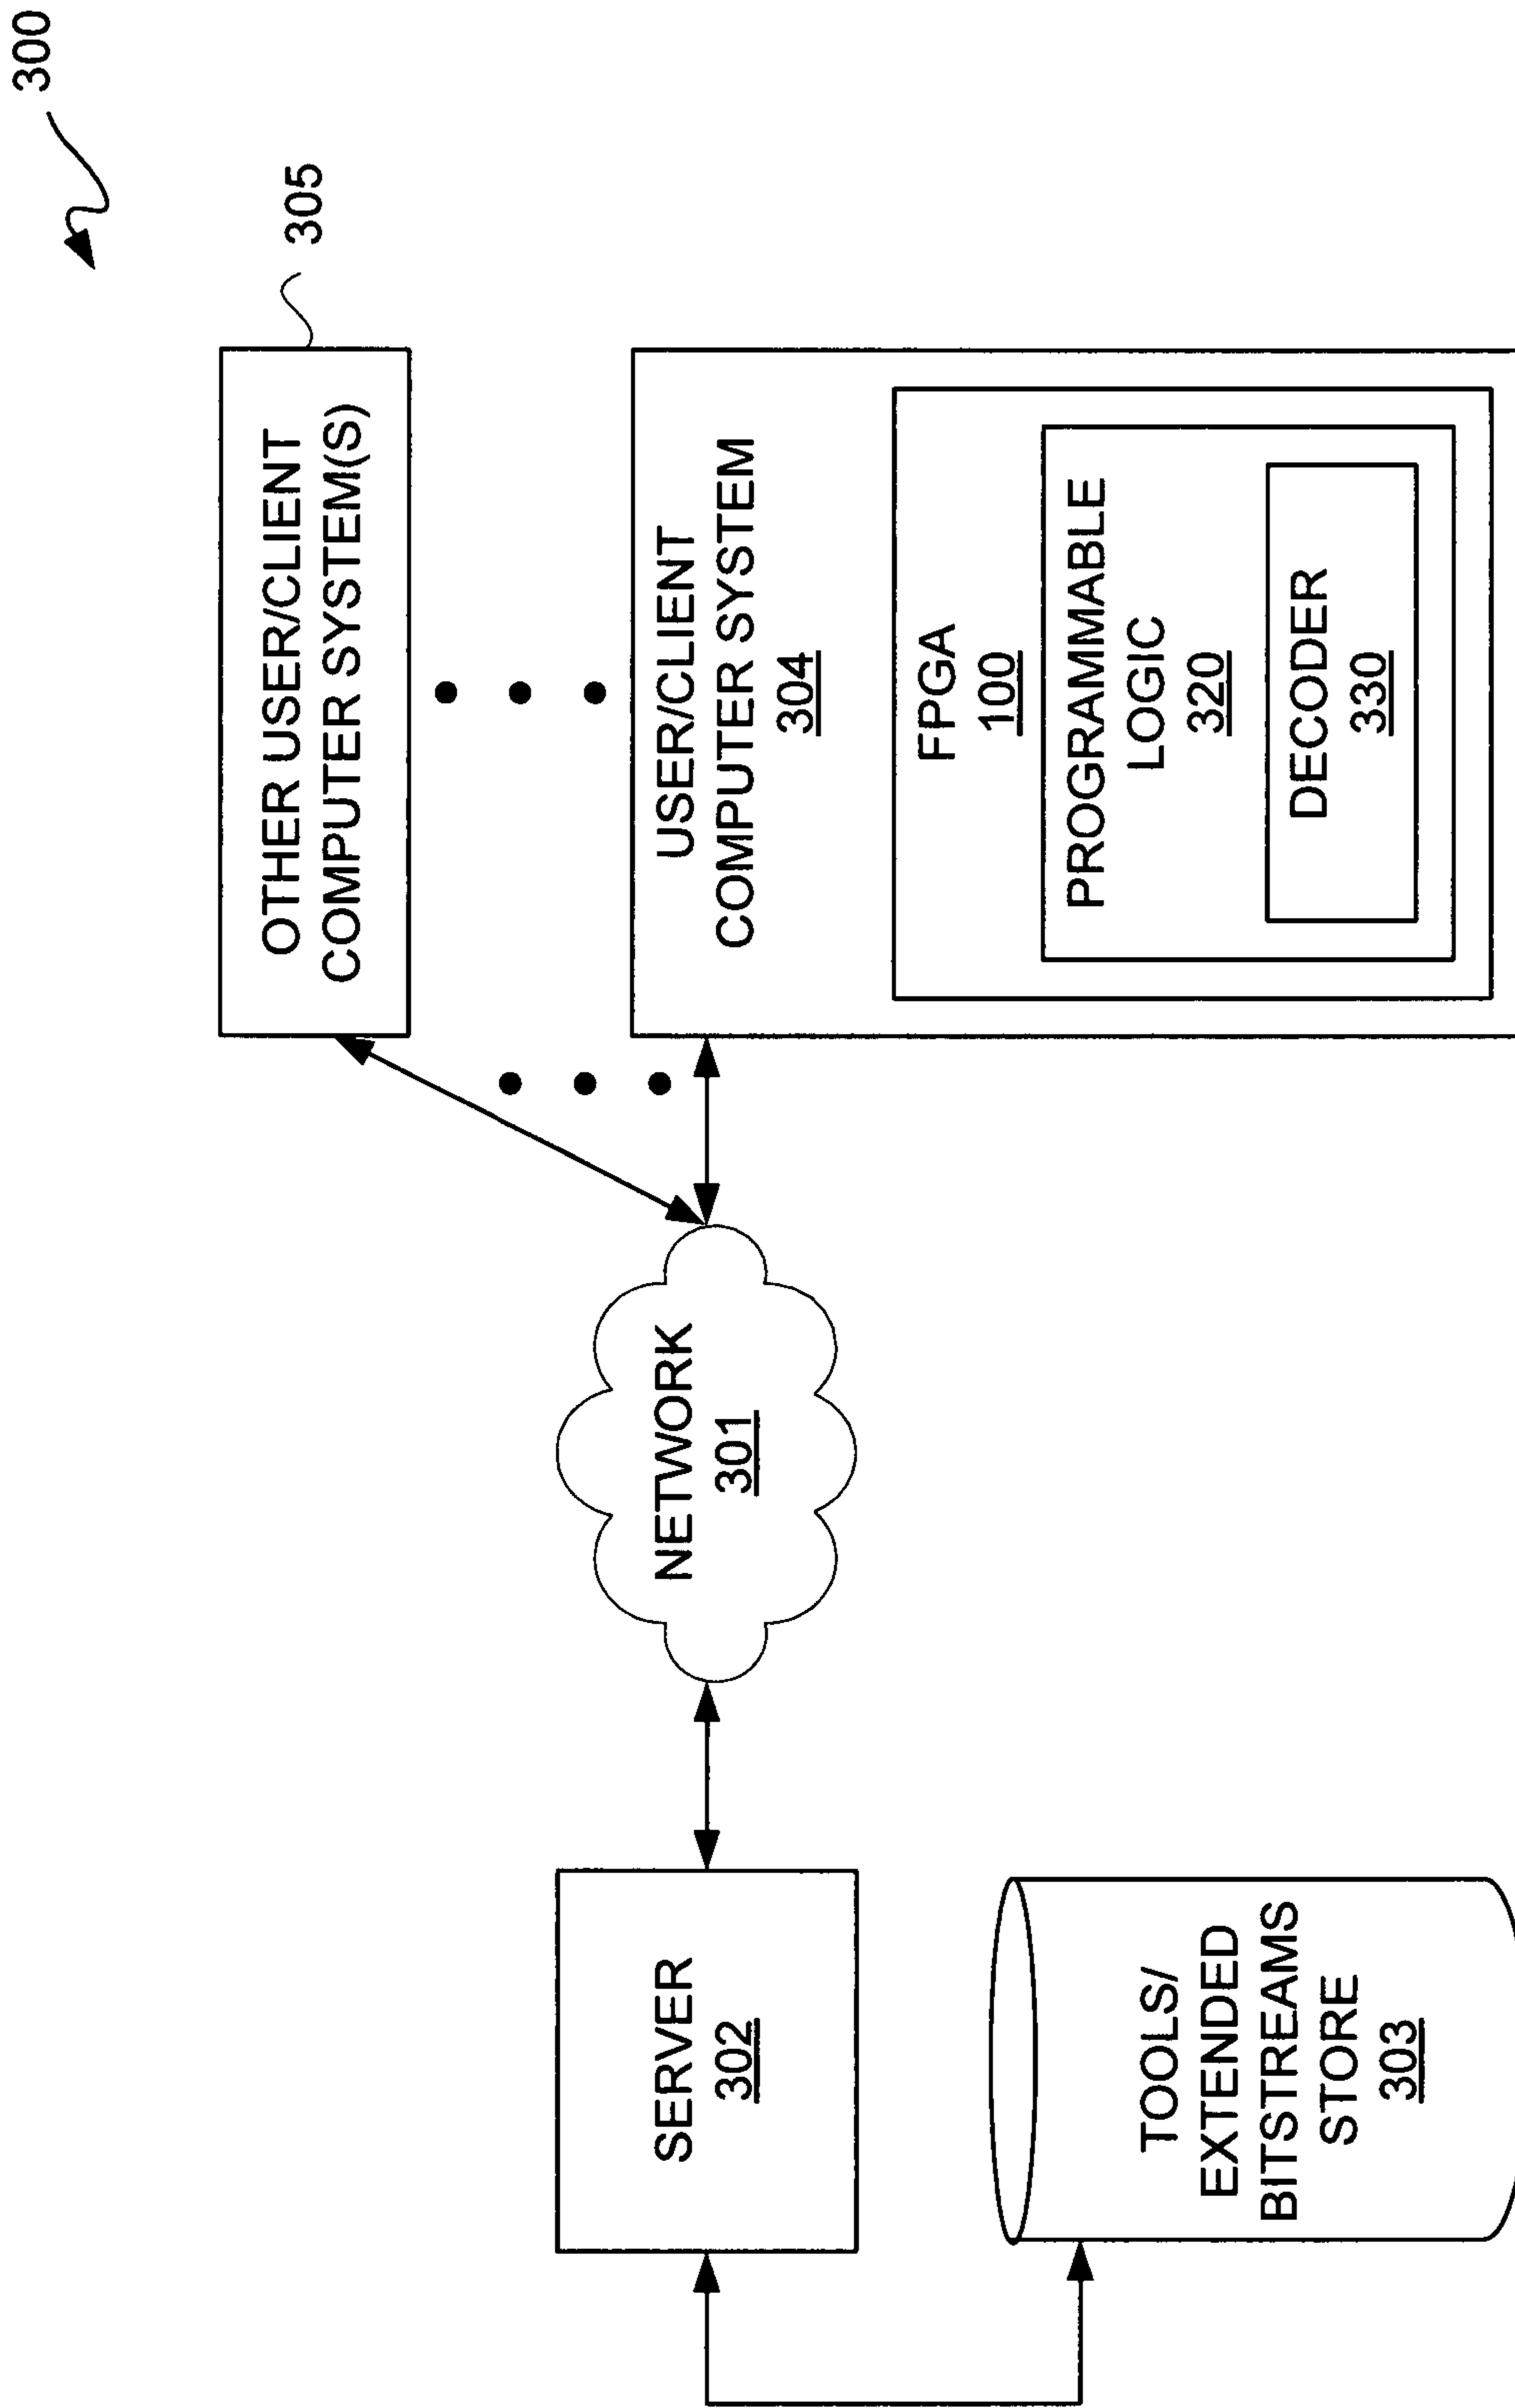 300
OTHER USER/CLIENT
COMPUTER SYSTEM(S)
305
SERVER
302
NETWORK
301
USER/CLIENT
COMPUTER SYSTEM
304
FPGA
100
PROGRAMMABLE
LOGIC
320
DECODER
330
TOOLS/
EXTENDED
BITSTREAMS
STORE
303